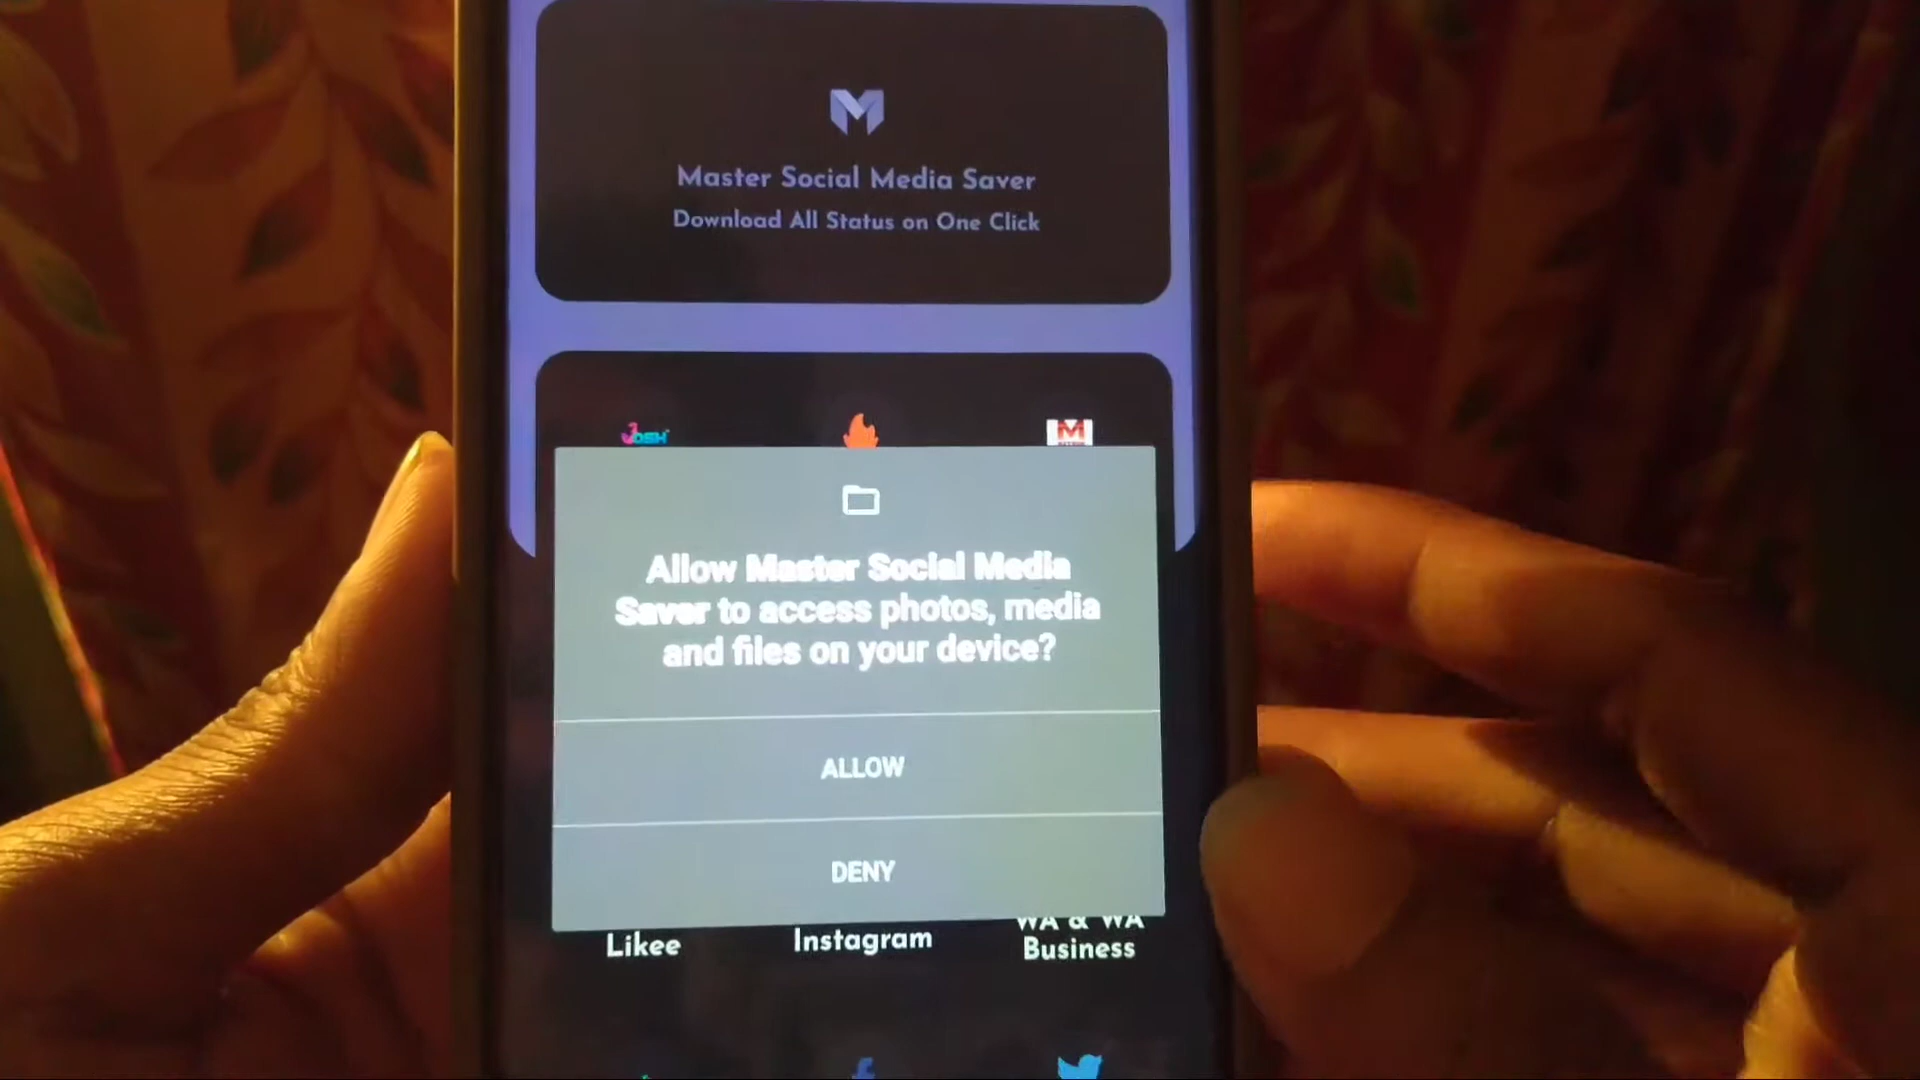 Master Social Media Saver
Download All Status on One Click
JOSH
M
Allow Master Social Media
Saver to access photos, media
and files on your device?
ALLOW
DENY
WA & WA
Likee
Instagram
Business